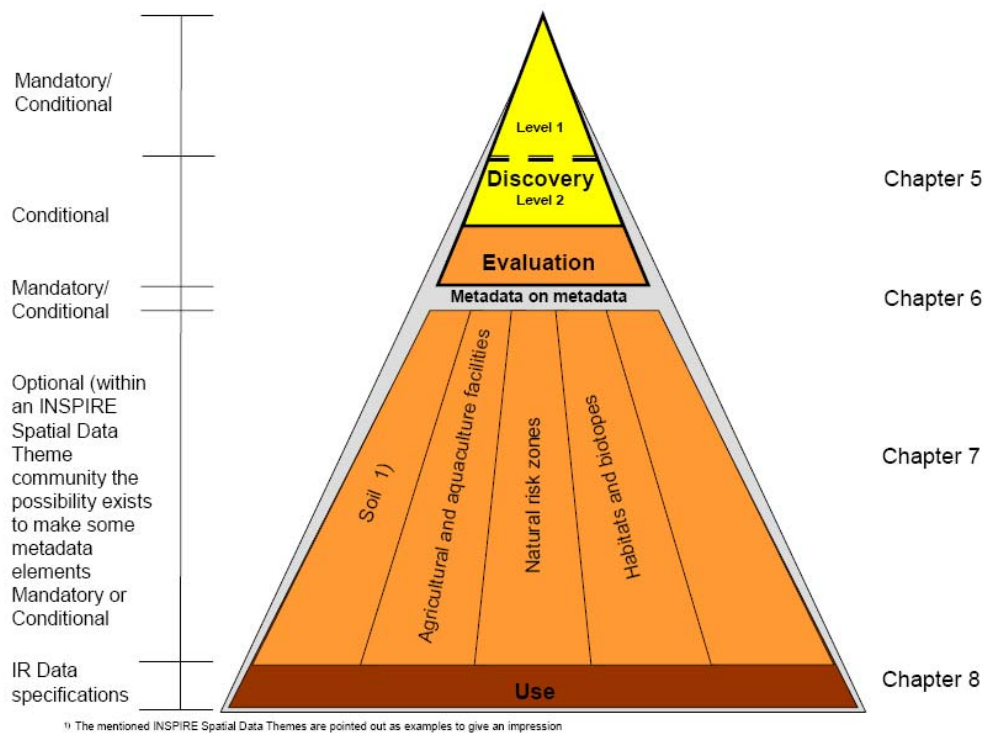 Mandatory/
Conditional
Level 1
Discovery
Level 2
Chapter 5
Conditional
Evaluation
Mandatory/
Conditional
Metadata on metadata
Chapter 6
Optional (within
an INSPIRE
Spatial Data
Theme
community the
possibility exists
to make some
metadata
elements
Mandatory or
Conditional
Soil 1)
Agricultural and aquaculture facilities
Natural risk zones
Habitats and biotopes
Chapter 7
IR Data
specifications
Use
Chapter 8
1) The mentioned INSPIRE Spatial Data Themes are pointed out as examples to give an impression